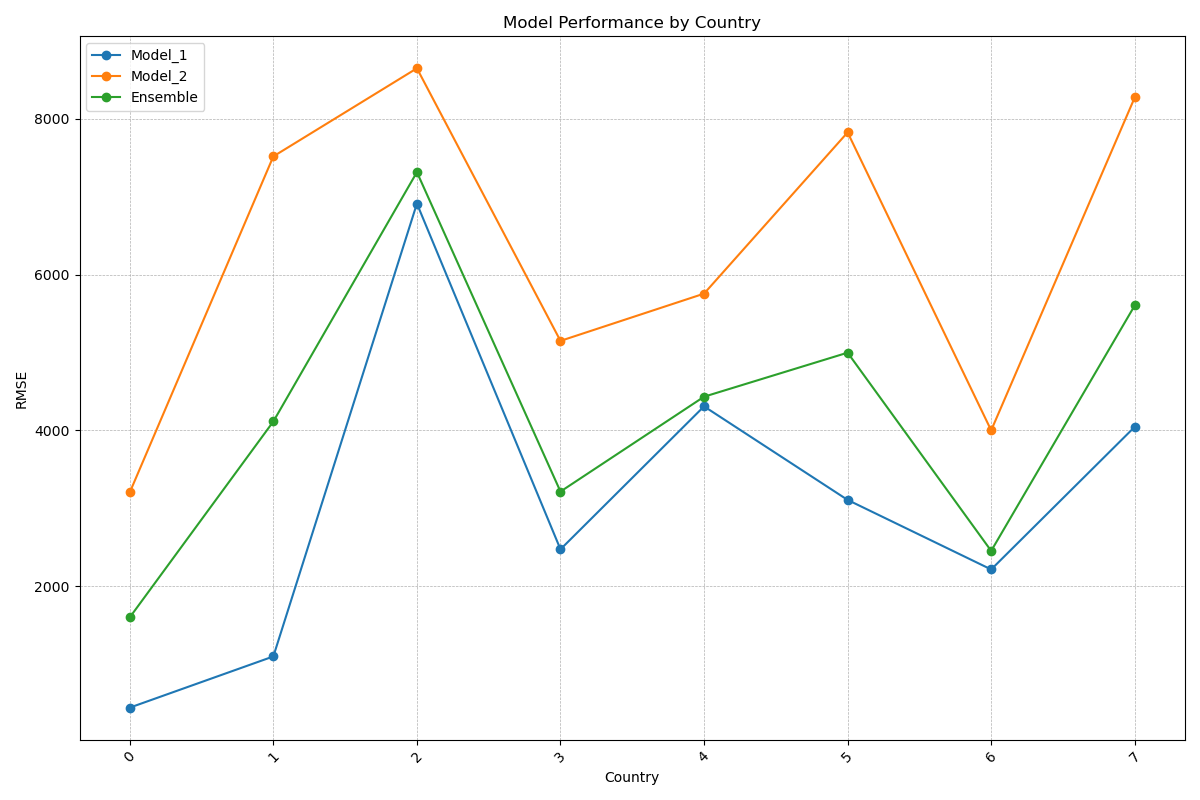 Model Performance by Country
Model_1
Model_2
Ensemble
8000
6000
4000
2000
RMSE
0 1 2 3 4 5 6 7
Country